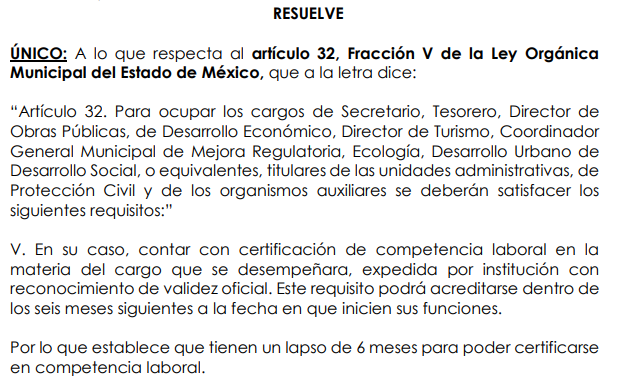 RESUELVE
ÚNICO: A lo que respecta al artículo 32, Fracción V de la Ley Orgánica
Municipal del Estado de México, que a la letra dice:
“Artículo 32. Para ocupar los cargos de Secretario, Tesorero, Director de
Obras Públicas, de Desarrollo Económico, Director de Turismo, Coordinador
General Municipal de Mejora Regulatoria, Ecología, Desarrollo Urbano de
Desarrollo Social, o equivalentes, titulares de las unidades administrativas, de
Protección Civil y de los organismos auxiliares se deberán satisfacer los
siguientes requisitos:”
V. En su caso, contar con certificación de competencia laboral en la
materia del cargo que se desempeñara, expedida por institución con
reconocimiento de validez oficial. Este requisito podrá acreditarse dentro de
los seis meses siguientes a la fecha en que inicien sus funciones.
Por lo que establece que tienen un lapso de 6 meses para poder certificarse
en competencia laboral.